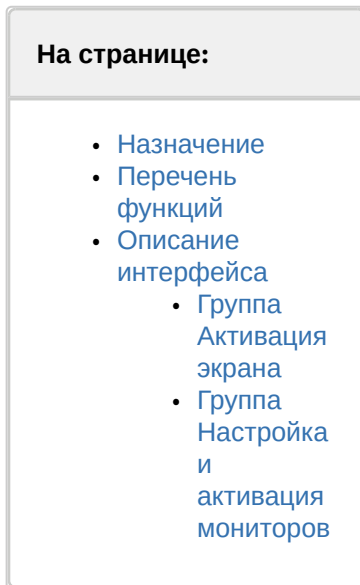 На странице:
Назначение
Перечень
функций
Описание
интерфейса
Группа
Активация
экрана
Группа
Настройка
и
активация
мониторов